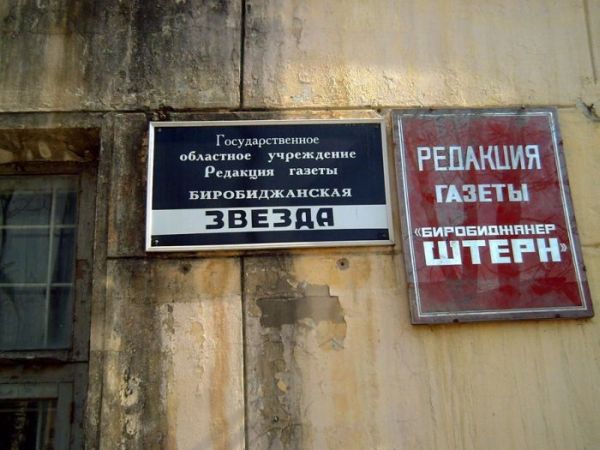 Государственное
областное учреждение
Редакция газеты
БИРОБИДЖАНСКАЯ
ЗВЕЗДА
РЕДАКЦИЯ
ГАЗЕТЫ
«БИРОБИДЖАНЕР
ШТЕРН»